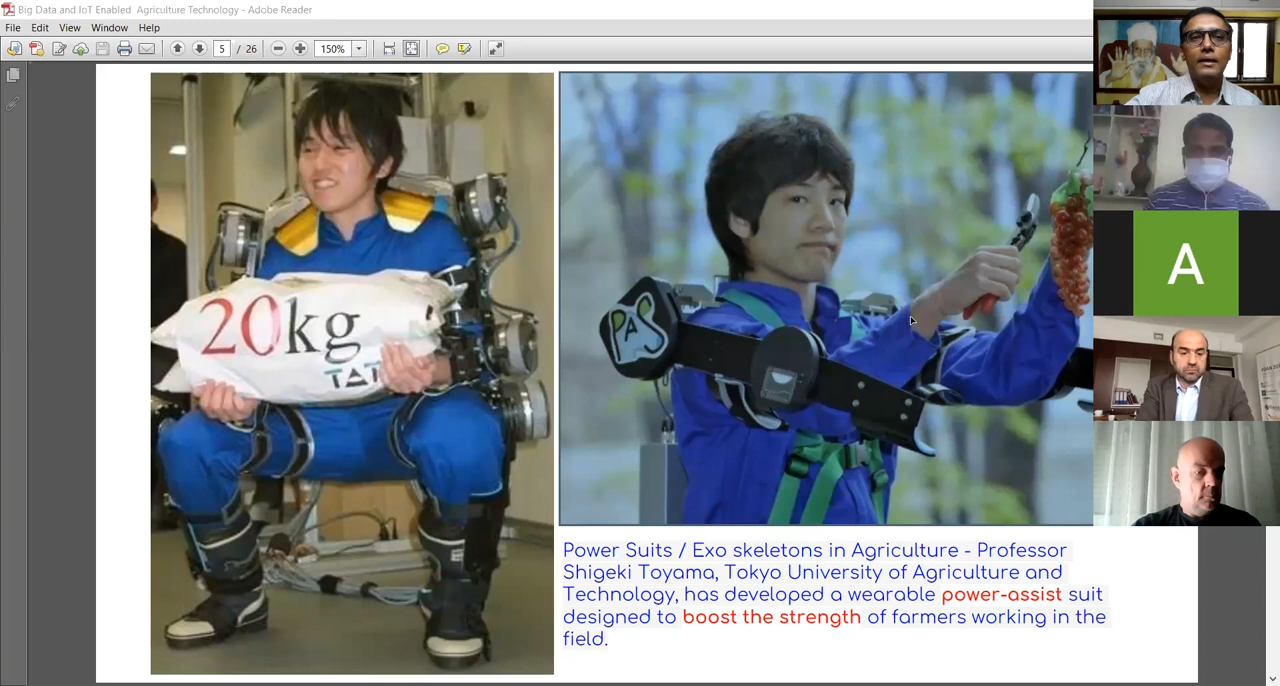 Big Data and IoT Enabled Agriculture Technology - Adobe Reader
File Edit View Window Help
5 / 26 150%
20kg
TAT
PAS
A
Power Suits / Exo skeletons in Agriculture - Professor
Shigeki Toyama, Tokyo University of Agriculture and
Technology, has developed a wearable power-assist suit
designed to boost the strength of farmers working in the
field.